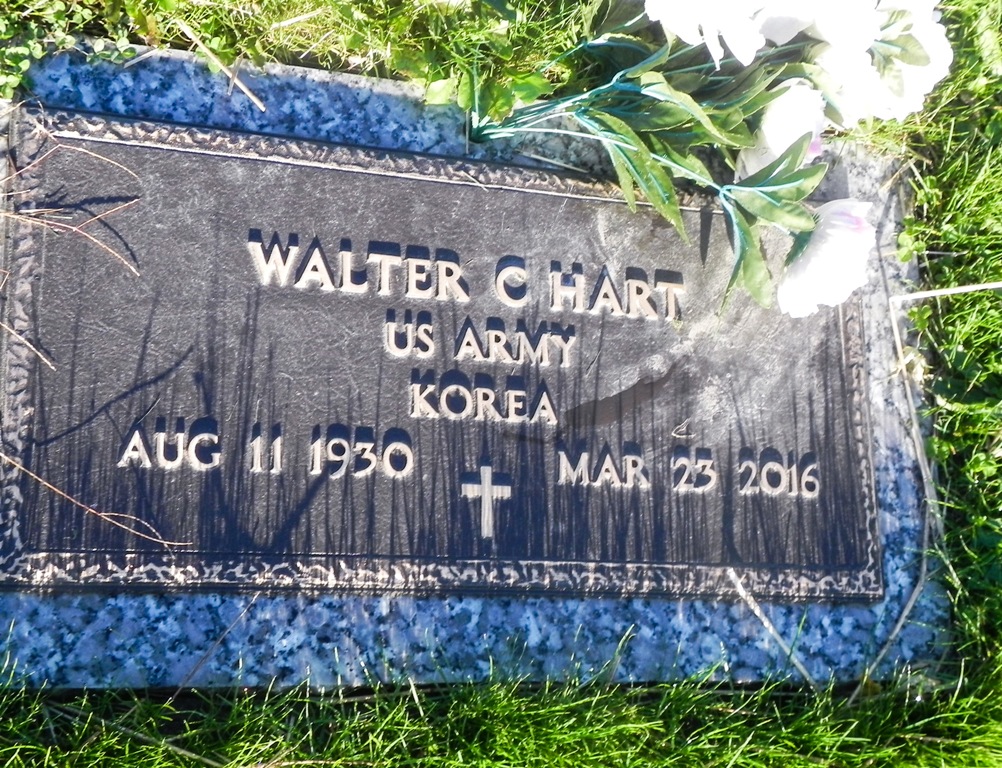 WALTER C HART
US ARMY
KOREA
AUG 11 1930 MAR 23 2016